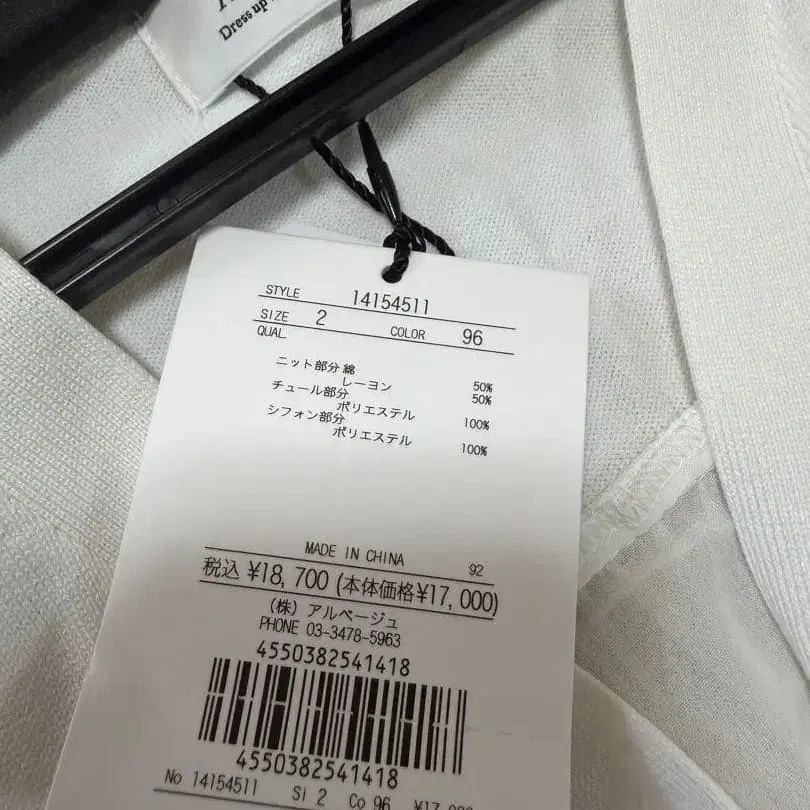 Dress up
STYLE 14154511
SIZE 2 COLOR 96
QUAL.
ニット部分 綿 50%
レーヨン 50%
チュール部分
ポリエステル 100%
シフォン部分
ポリエステル 100%
MADE IN CHINA 92
税込 ¥18,700 (本体価格¥17,000)
(株) アルページュ
PHONE 03-3478-5963
4550382541418
4550382541418
No 14154511 Si 2 Co 96